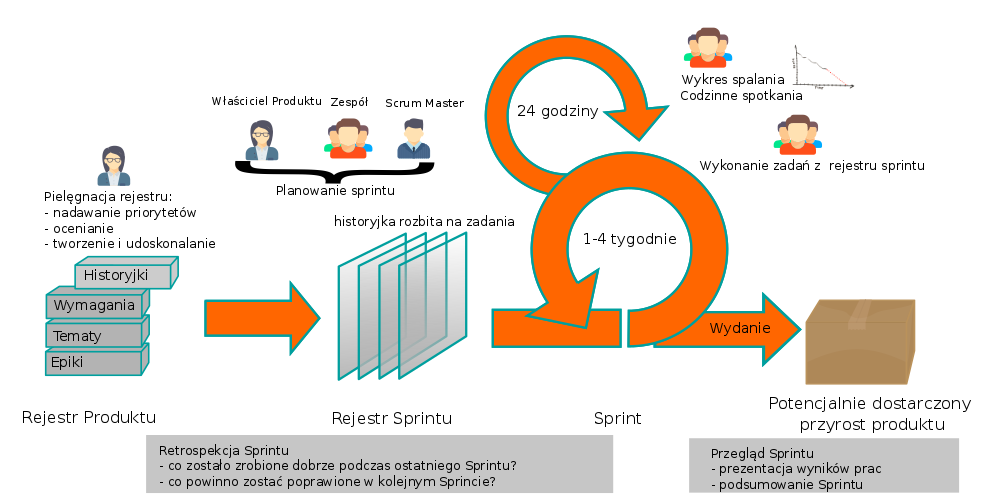 Właściciel Produktu
Zespół
Scrum Master
Planowanie sprintu
24 godziny
Wykres spalania
Codzinne spotkania
Wykonanie zadań z rejestru sprintu
Pielęgnacja rejestru:
- nadawanie priorytetów
- ocenianie
- tworzenie i udoskonalanie
historyjka rozbita na zadania
1-4 tygodnie
Historyjki
Wymagania
Tematy
Epiki
Wydanie
Rejestr Produktu
Rejestr Sprintu
Sprint
Potencjalnie dostarczony
przyrost produktu
Retrospekcja Sprintu
- co zostało zrobione dobrze podczas ostatniego Sprintu?
- co powinno zostać poprawione w kolejnym Sprincie?
Przegląd Sprintu
- prezentacja wyników prac
- podsumowanie Sprintu